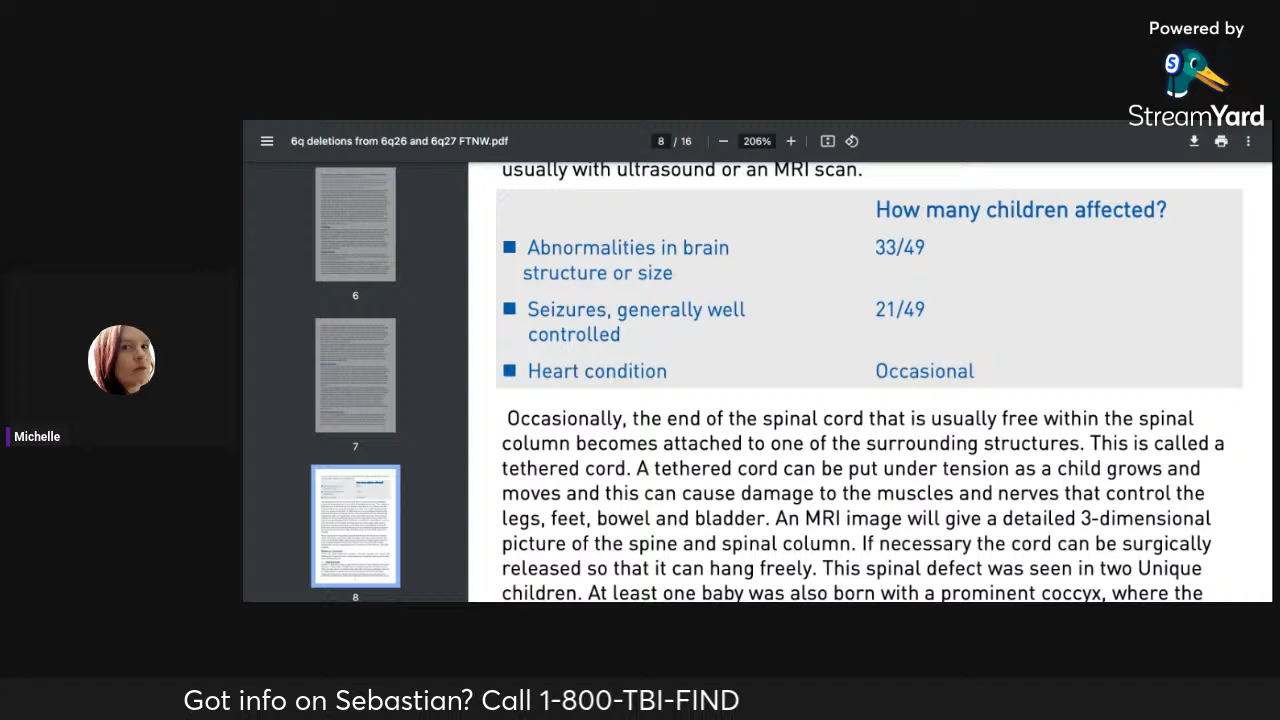 Powered by
StreamYard
6q deletions from 6q26 and 6q27 FTNW.pdf
8 / 16
206%
usually with ultrasound or an MRI scan.
How many children affected?
Abnormalities in brain structure or size
33/49
Seizures, generally well controlled
21/49
Heart condition
Occasional
Occasionally, the end of the spinal cord that is usually free within the spinal
column becomes attached to one of the surrounding structures. This is called a
tethered cord. A tethered cord can be put under tension as a child grows and
moves and this can cause damage to the muscles and nerves that control the
legs, feet, bowel and bladder. An MRI image will give a detailed 3-dimensional
picture of the spine and spinal column. If necessary the cord can be surgically
released so that it can hang freely. This spinal defect was seen in two Unique
children. At least one baby was also born with a prominent coccyx, where the
6
7
8
Michelle
Got info on Sebastian? Call 1-800-TBI-FIND